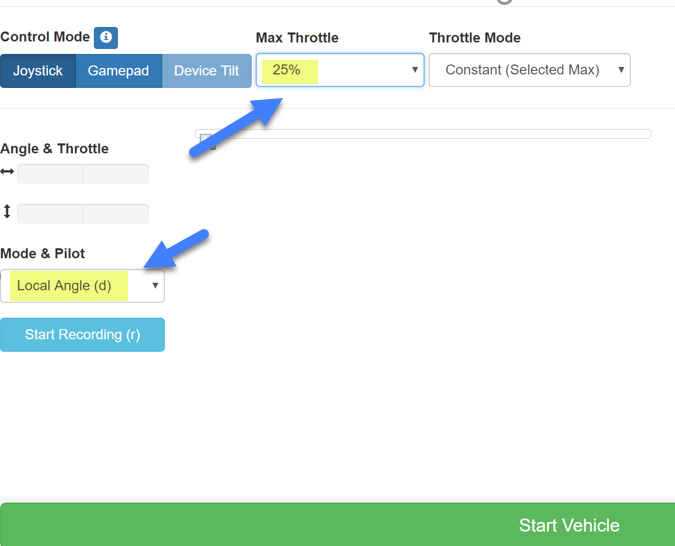 Control Mode
Max Throttle
Throttle Mode
Joystick
Gamepad
Device Tilt
25%
Constant (Selected Max)
Angle & Throttle
Mode & Pilot
Local Angle (d)
Start Recording (r)
Start Vehicle